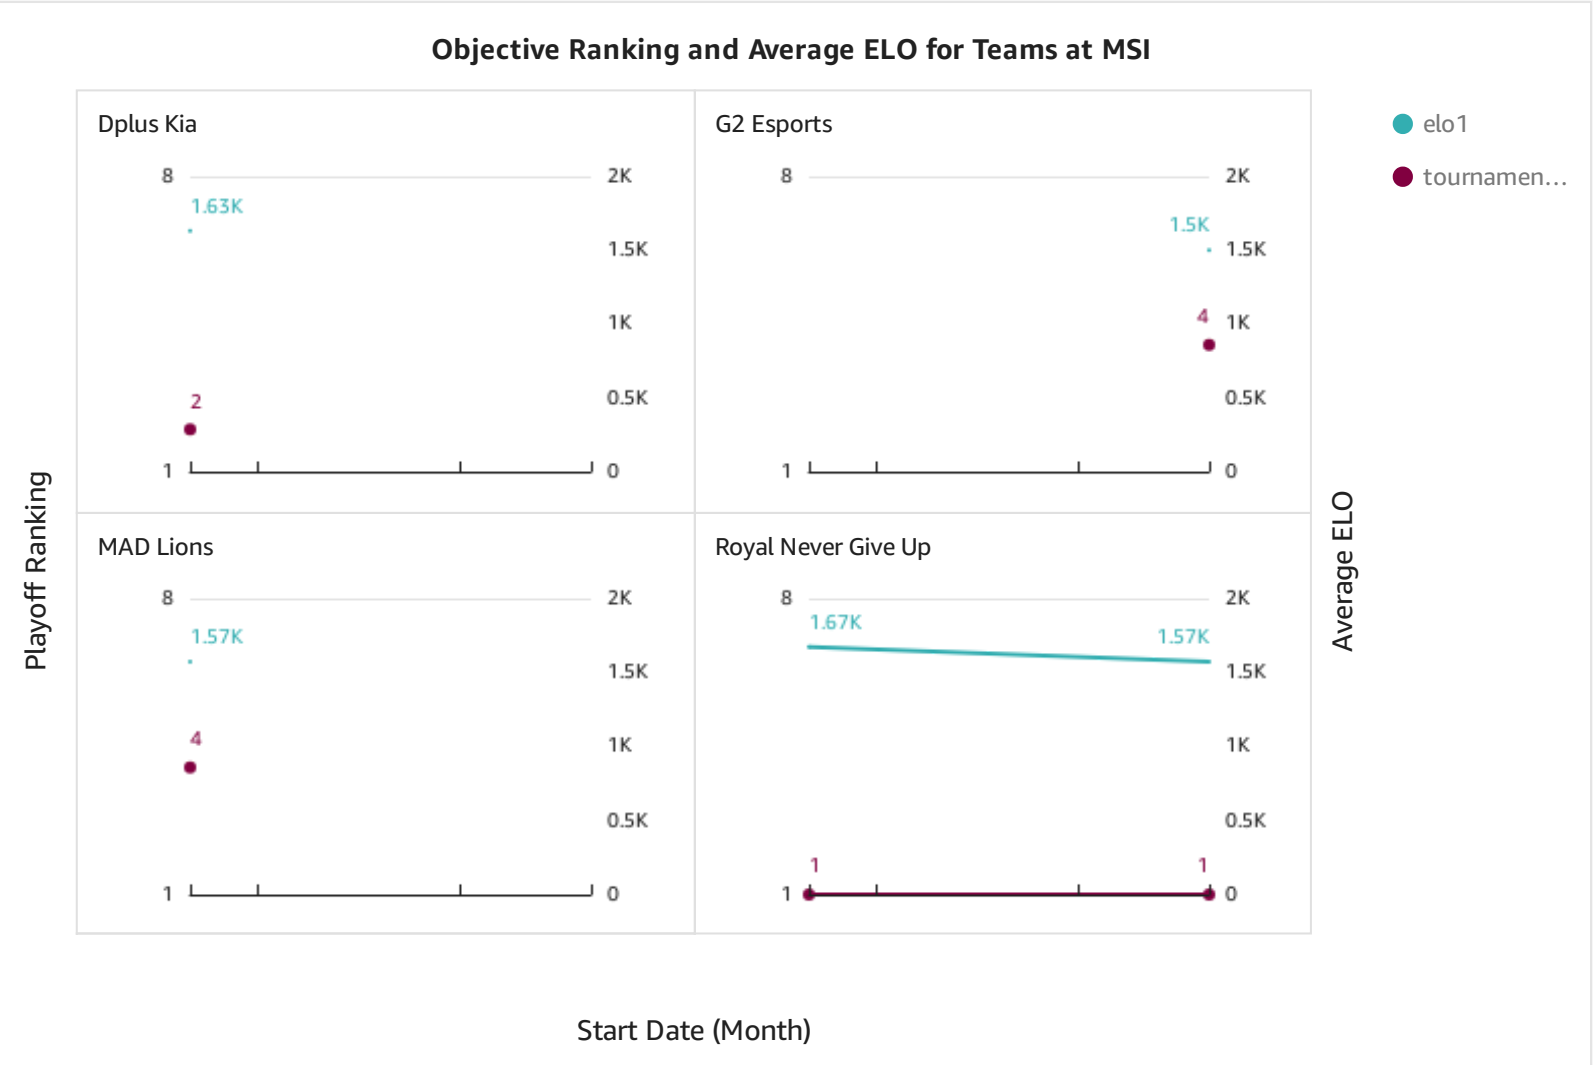 Objective Ranking and Average ELO for Teams at MSI
Dplus Kia
8
2K
1.63K
1.5K
1K
2
0.5K
1
0
G2 Esports
8
2K
1.5K
1.5K
4
1K
0.5K
1
0
elo1
tournamen...
Playoff Ranking
MAD Lions
8
2K
1.57K
1.5K
4
1K
0.5K
1
0
Royal Never Give Up
8
2K
1.67K
1.57K
1.5K
1K
0.5K
1
1
1
0
Average ELO
Start Date (Month)